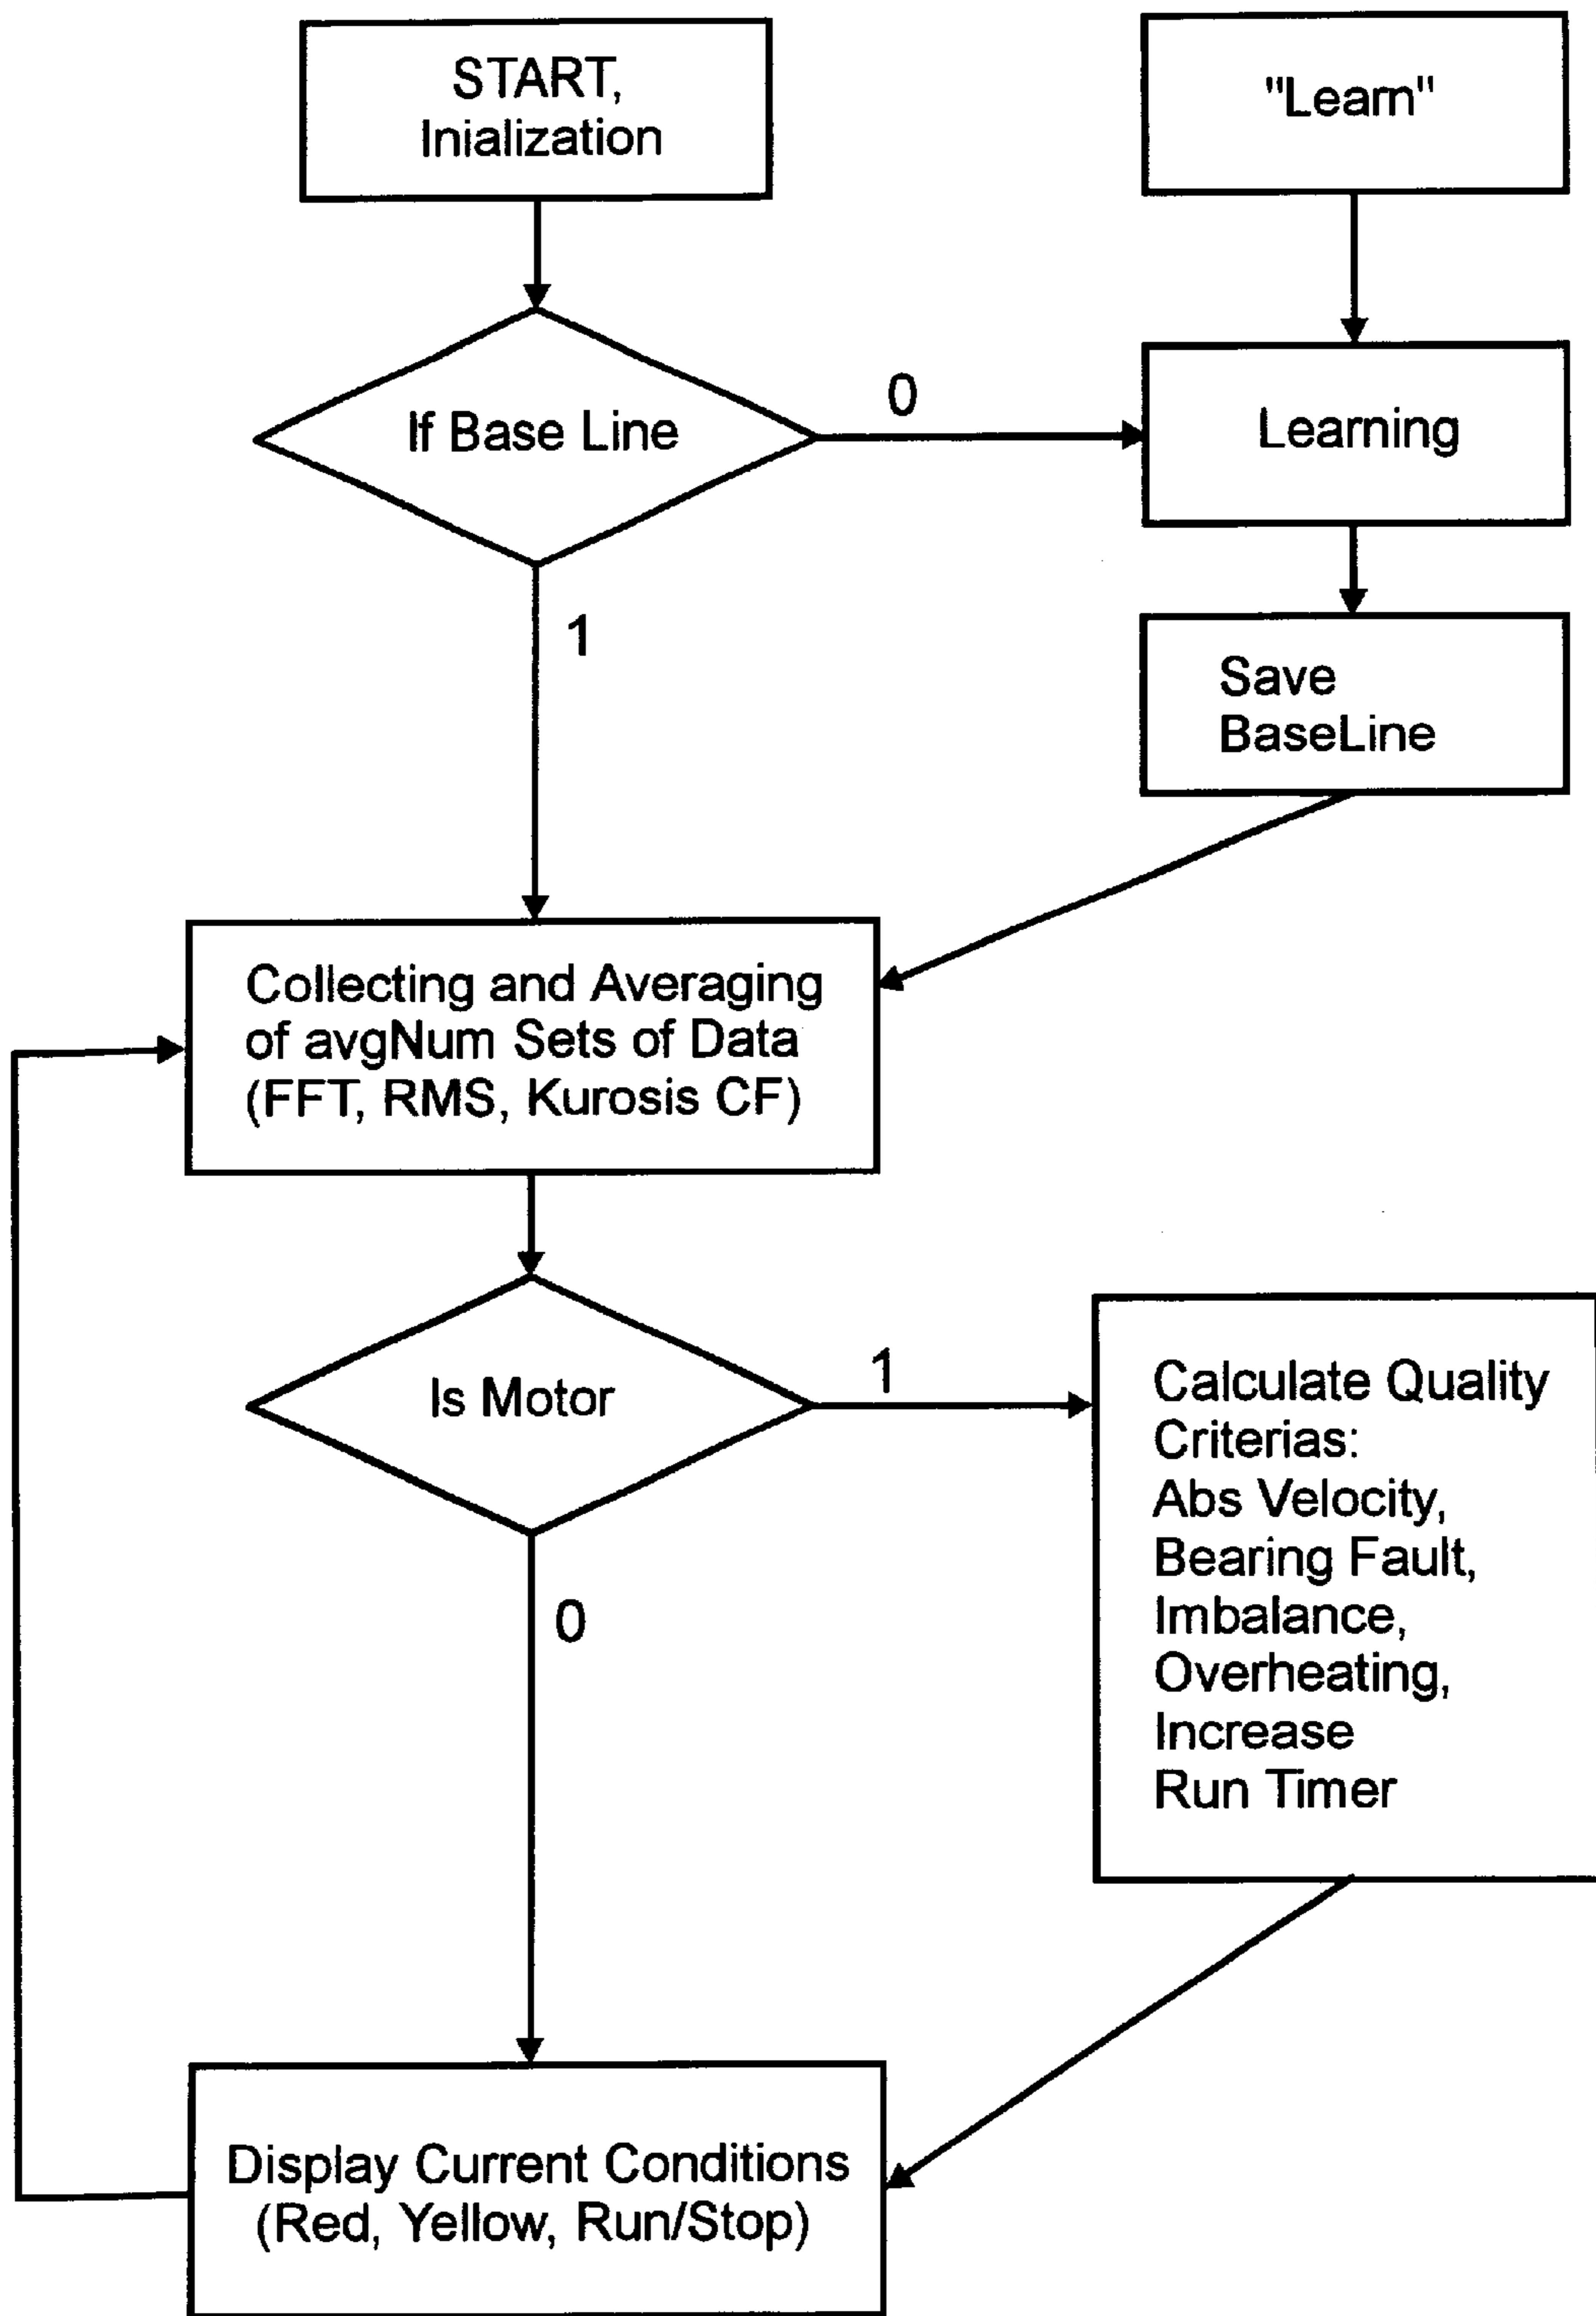 START,
Inialization
"Learn"
If Base Line
0
Learning
1
Save
BaseLine
Collecting and Averaging
of avgNum Sets of Data
(FFT, RMS, Kurosis CF)
Is Motor
1
Calculate Quality
Criterias:
Abs Velocity,
Bearing Fault,
Imbalance,
Overheating,
Increase
Run Timer
0
Display Current Conditions
(Red, Yellow, Run/Stop)